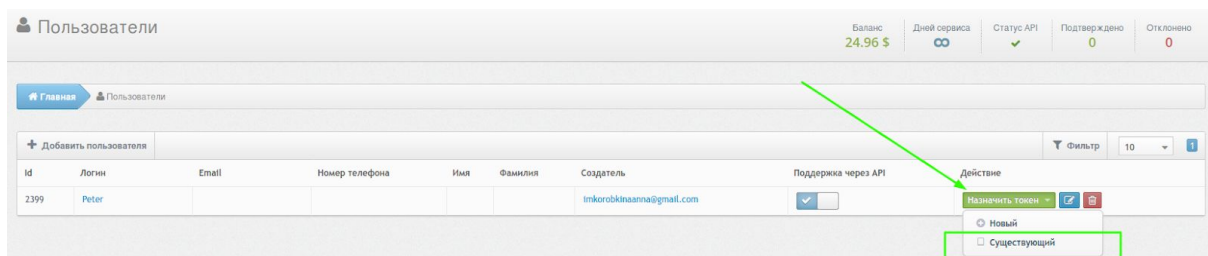 Пользователи
Баланс
24.96 $
Дней сервиса
∞
Статус API
Подтверждено
0
Отклонено
0
Главная Пользователи
Добавить пользователя Фильтр 10 1
Id Логин Email Номер телефона Имя Фамилия Создатель Поддержка через API Действие
2399 Peter imkorobkinaanna@gmail.com Назначить токен
Новый
Существующий